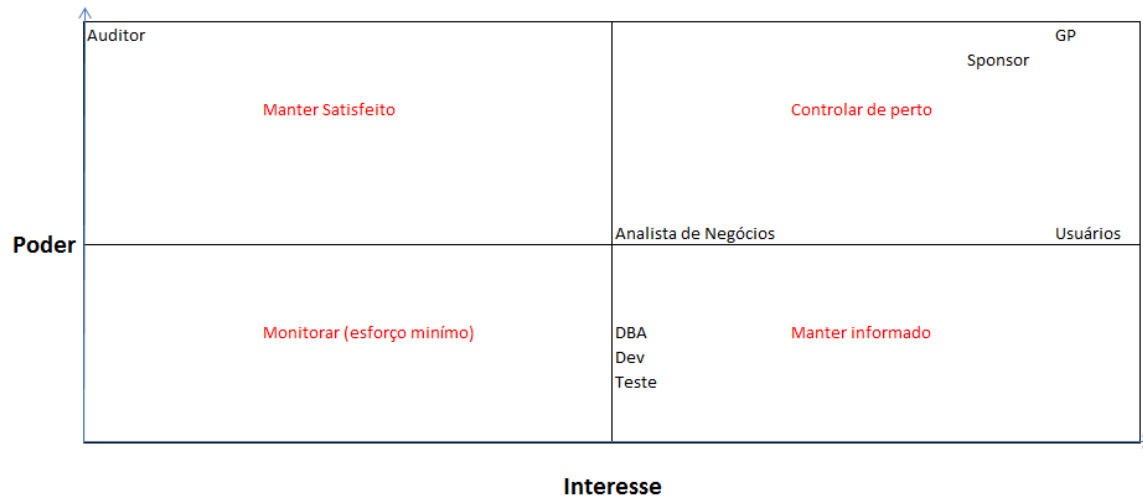 Auditor
GP
Sponsor
Manter Satisfeito
Controlar de perto
Analista de Negócios
Usuários
Poder
Monitorar (esforço minímo)
DBA
Manter informado
Dev
Teste
Interesse